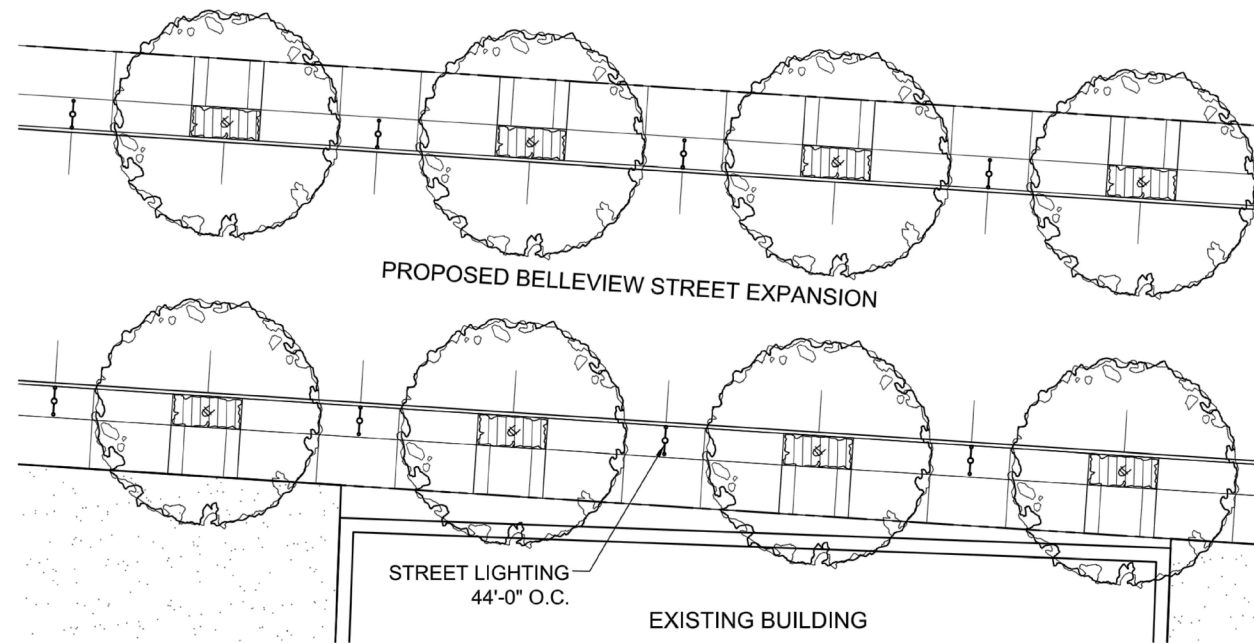 PROPOSED BELLEVIEW STREET EXPANSION
STREET LIGHTING
44'-0" O.C.
EXISTING BUILDING